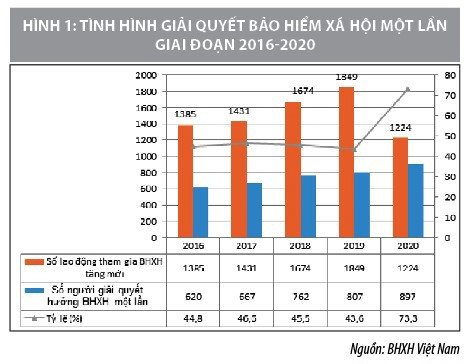 HÌNH 1: TÌNH HÌNH GIẢI QUYẾT BẢO HIỂM XÃ HỘI MỘT LẦN
GIAI ĐOẠN 2016-2020
2000
1800
1600
1400
1200
1000
800
600
400
200
0
1385
1431
1674
1849
1224
80
70
60
50
40
30
20
10
0
2016 2017 2018 2019 2020
Số lao động tham gia BHXH
tăng mới
1385 1431 1674 1849 1224
Số người giải quyết
hưởng BHXH một lần
620 667 762 807 897
Tỷ lệ (%) 44,8 46,5 45,5 43,6 73,3
Nguồn: BHXH Việt Nam